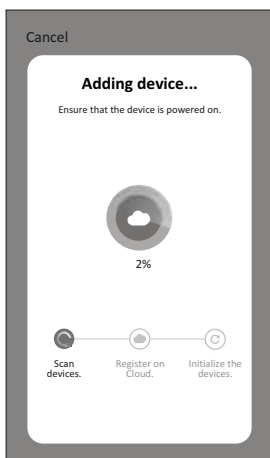 Cancel
Adding device...
Ensure that the device is powered on.
2%
Scan
devices.
Register on
Cloud.
Initialize the
devices.